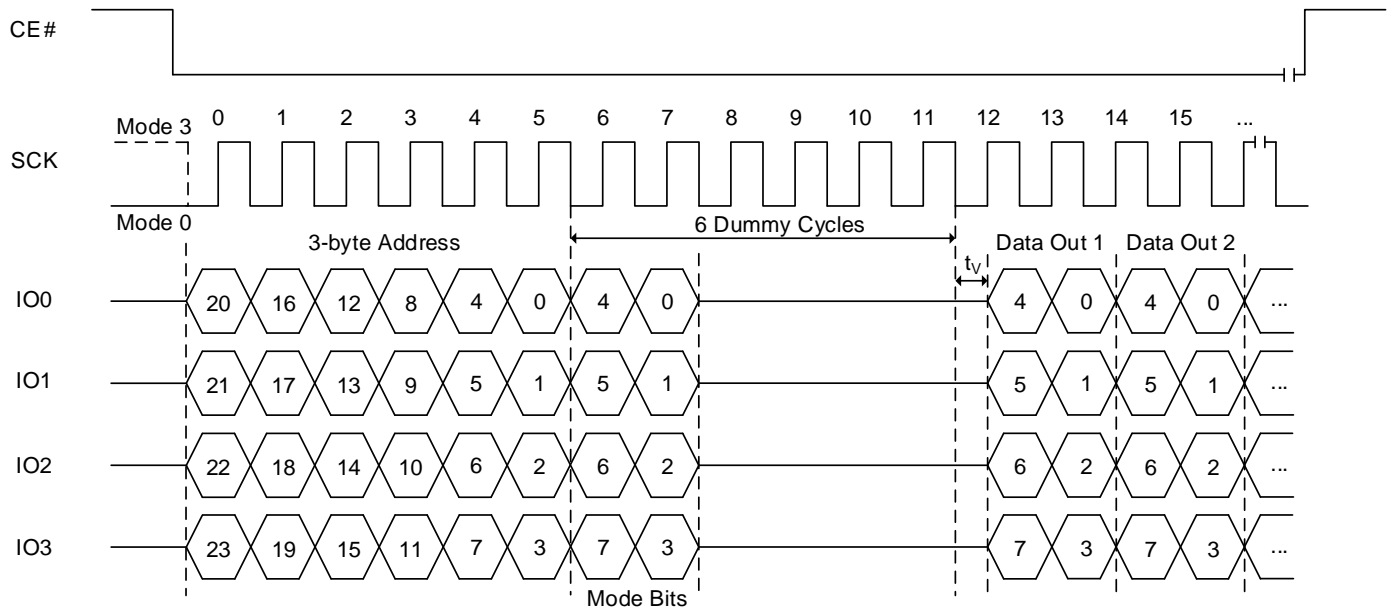 CE#
Mode 3 0 1 2 3 4 5 6 7 8 9 10 11 12 13 14 15 ...
SCK
Mode 0
6 Dummy Cycles
3-byte Address Data Out 1 Data Out 2
tV
IO0 20 16 12 8 4 0 4 0 4 0 4 0 ...
IO1 21 17 13 9 5 1 5 1 5 1 5 1 ...
IO2 22 18 14 10 6 2 6 2 6 2 6 2 ...
IO3 23 19 15 11 7 3 7 3 7 3 7 3 ...
Mode Bits